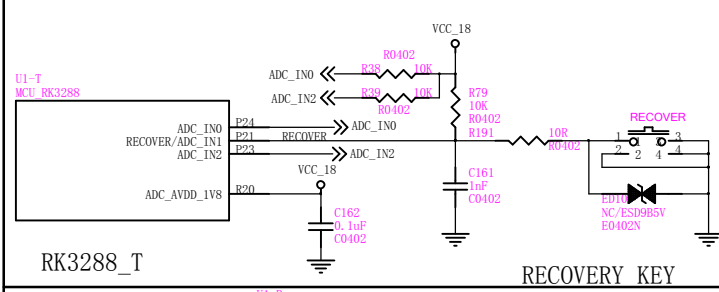 VCC_18
R0402
ADC_IN0
R38
10K
U1-T
MCU_RK3288
ADC_IN2
R39
10K
R0402
R79
10K
R0402
R191
10R
R0402
RECOVER
1
1
3
3
2
2
4
4
ADC_IN0
P24
ADC_IN0
RECOVER/ADC_IN1
P21
RECOVER
ADC_IN2
P23
ADC_IN2
VCC_18
C161
1nF
C0402
ADC_AVDD_1V8
R20
NC/ESD9B5V
E0402N
C162
0.1uF
C0402
RK3288_T
RECOVERY KEY